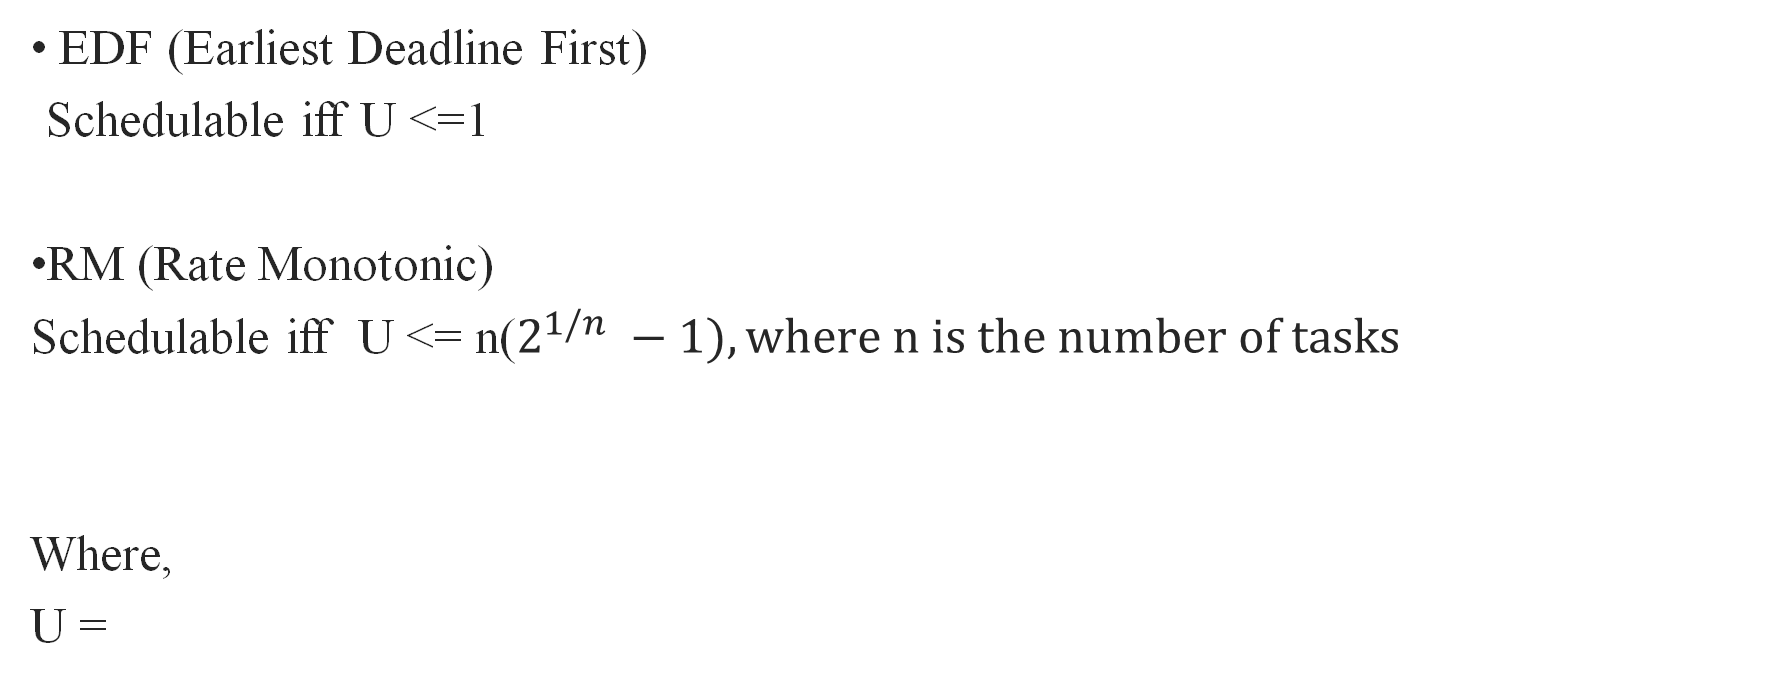 • EDF (Earliest Deadline First)
Schedulable iff U <=1
•RM (Rate Monotonic)
Schedulable iff U <= n(2^{1/n} − 1), where n is the number of tasks
Where,
U =